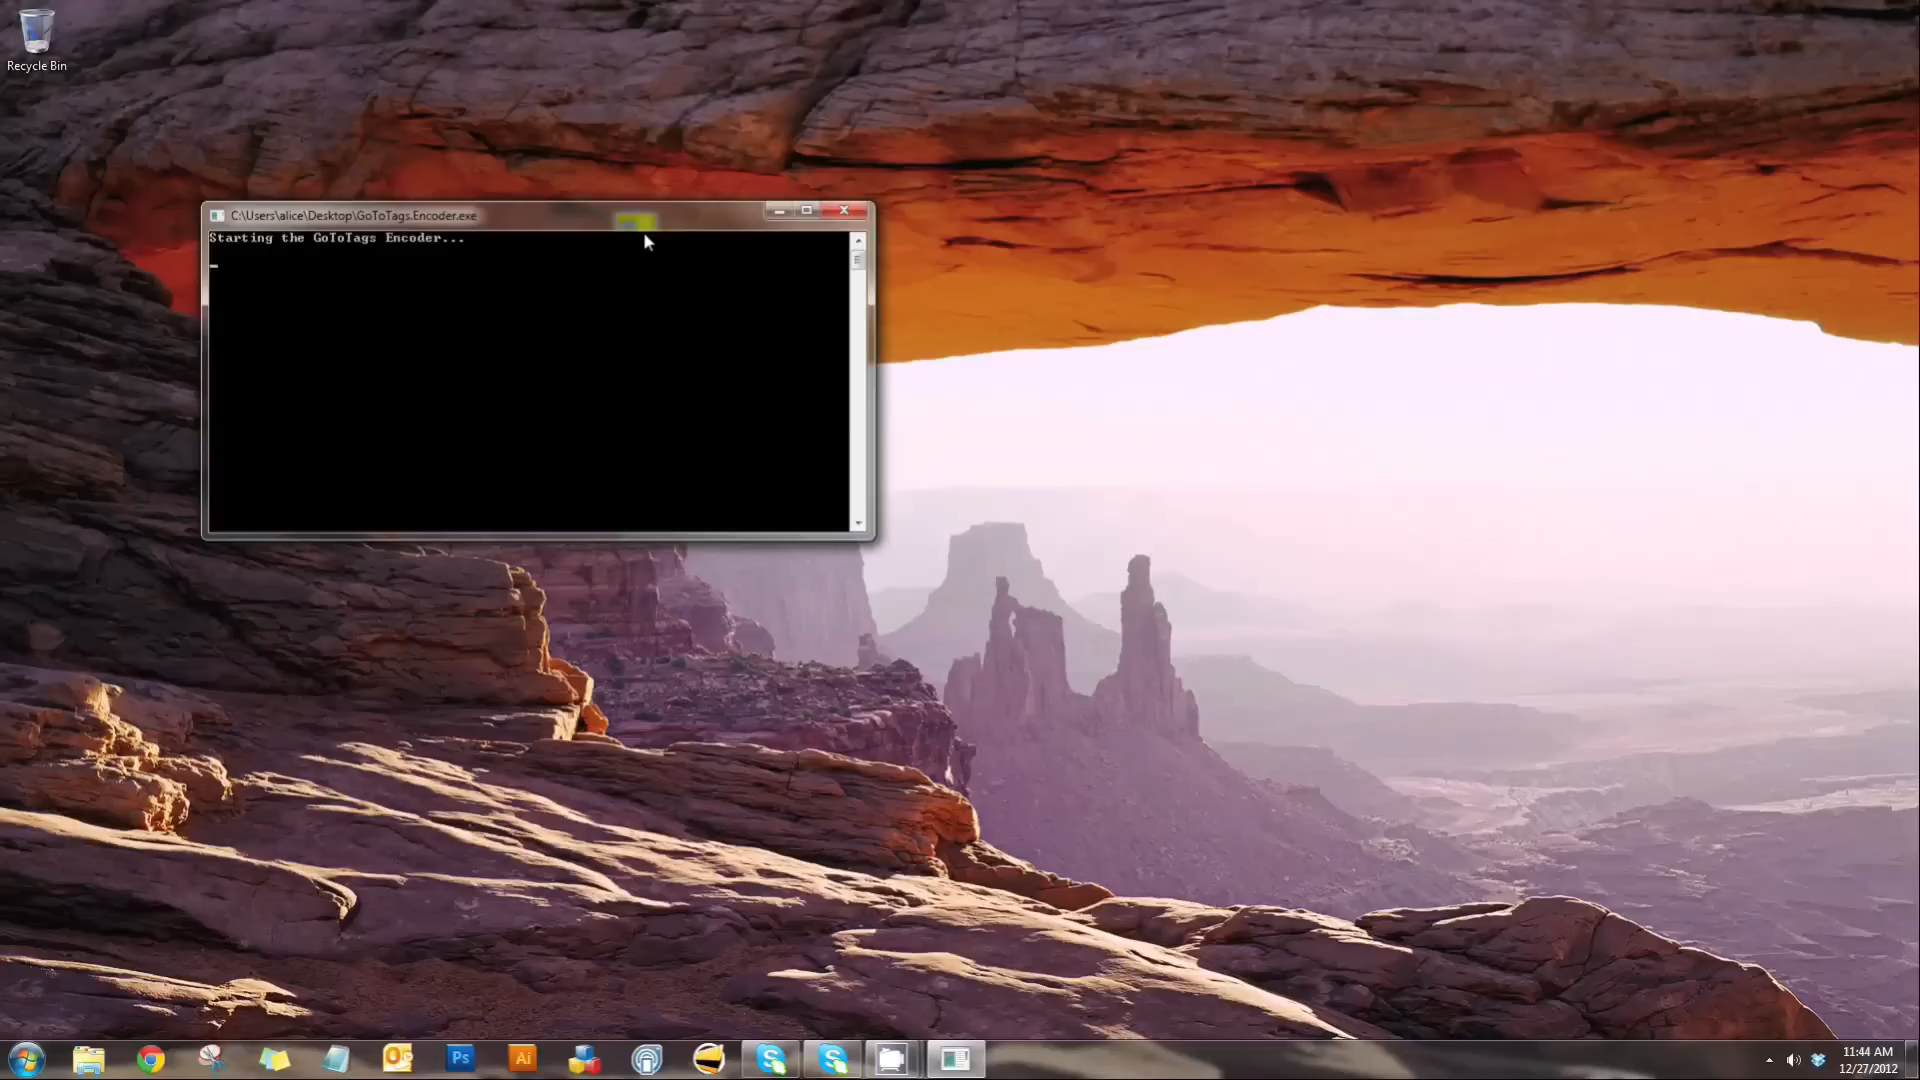 Recycle Bin
C:\Users\alice\Desktop\GoToTags.Encoder.exe
Starting the GoToTags Encoder...
Ps
Ai
11:44 AM
12/27/2012